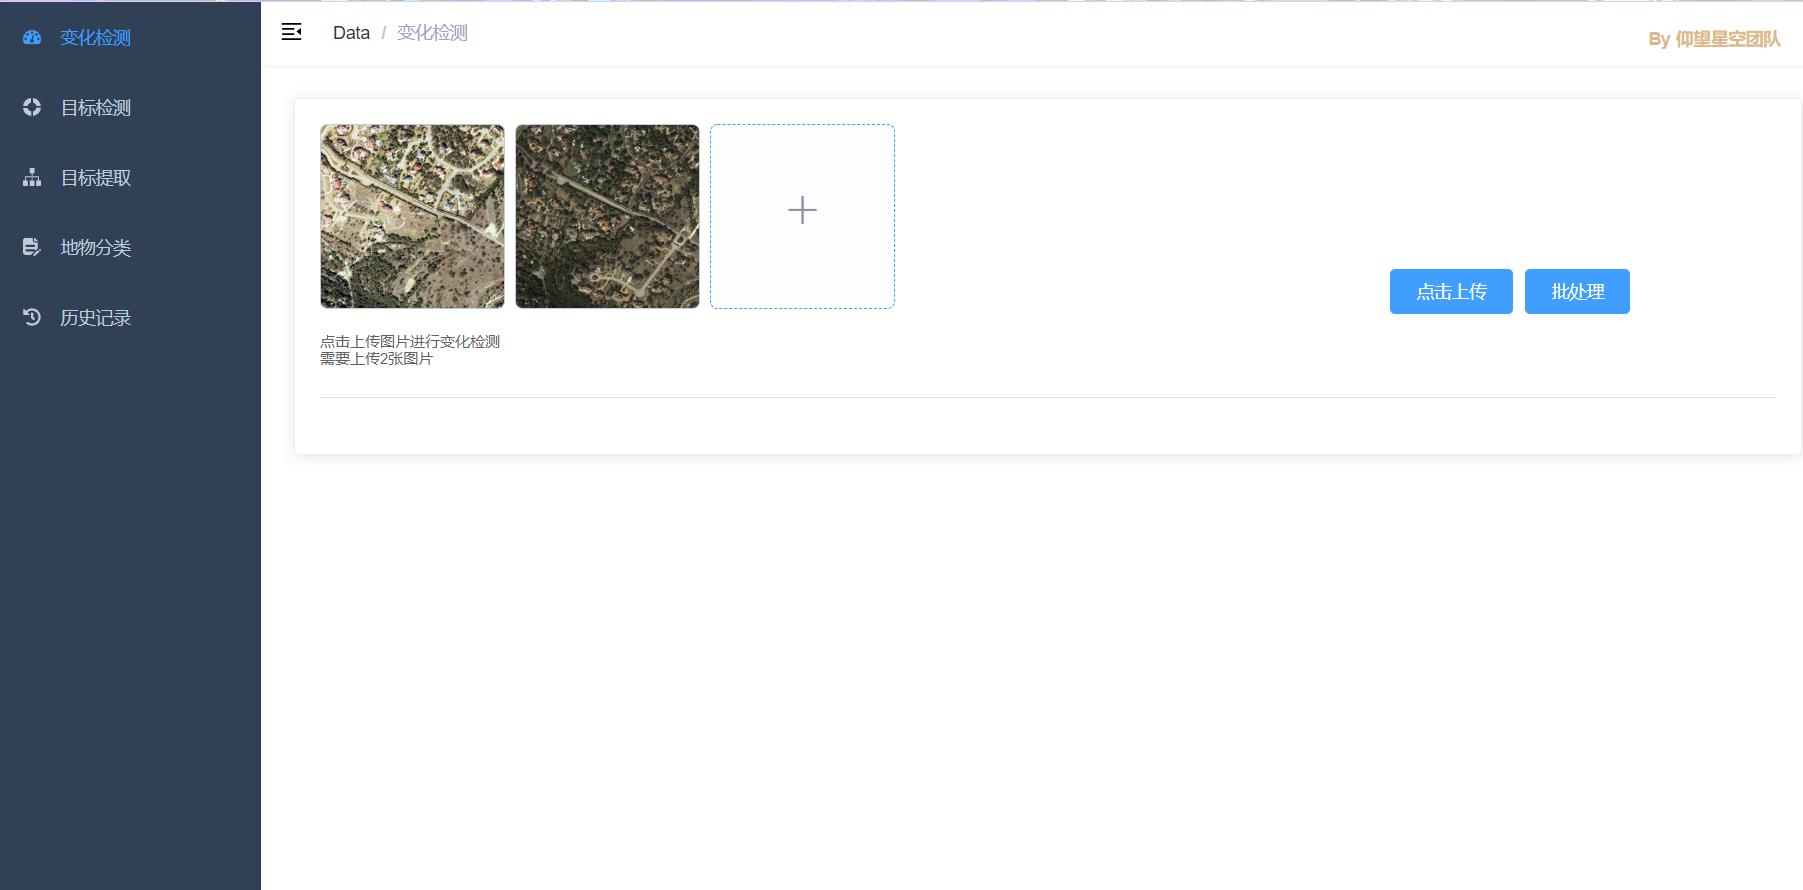 变化检测
目标检测
目标提取
地物分类
历史记录
Data / 变化检测
By 仰望星空团队
点击上传
批处理
点击上传图片进行变化检测
需要上传2张图片